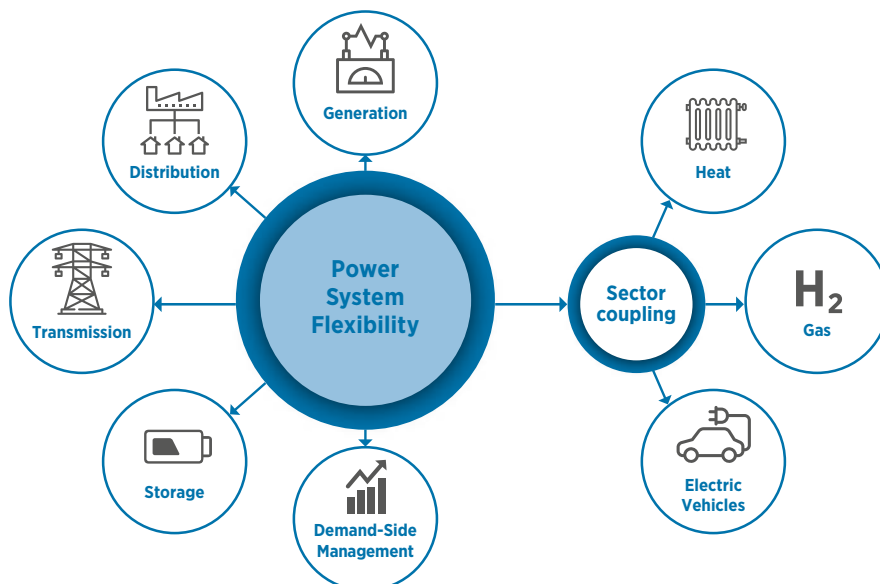 Generation
Distribution
Transmission
Storage
Demand-Side
Management
Power
System
Flexibility
Sector
coupling
Heat
H₂
Gas
Electric
Vehicles